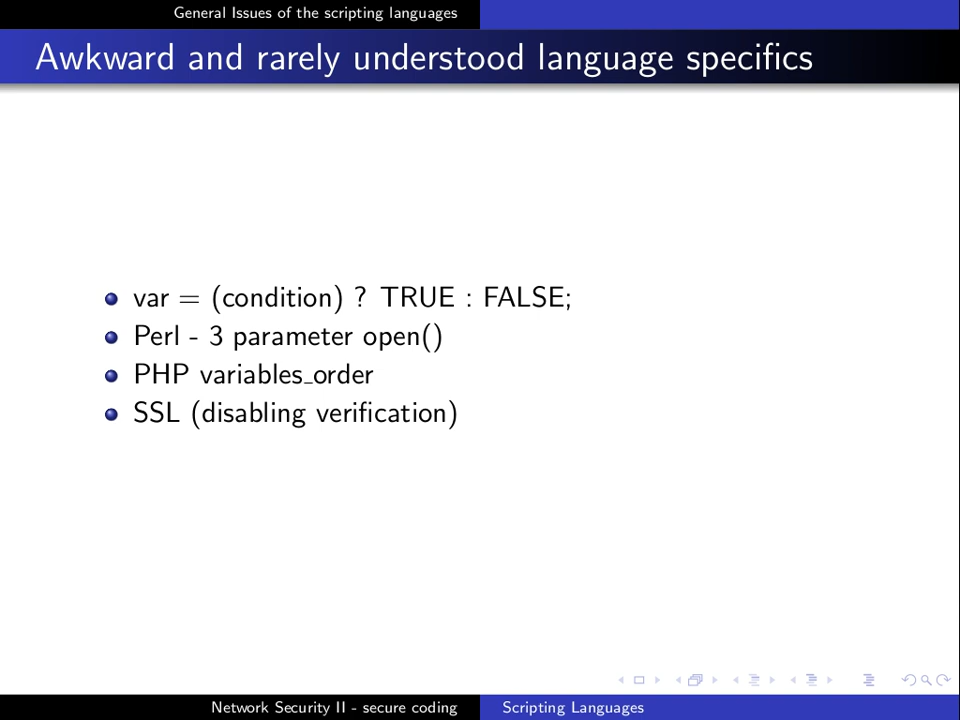 General Issues of the scripting languages
Awkward and rarely understood language specifics
var = (condition) ? TRUE : FALSE;
Perl - 3 parameter open()
PHP variables_order
SSL (disabling verification)
Network Security II - secure coding
Scripting Languages